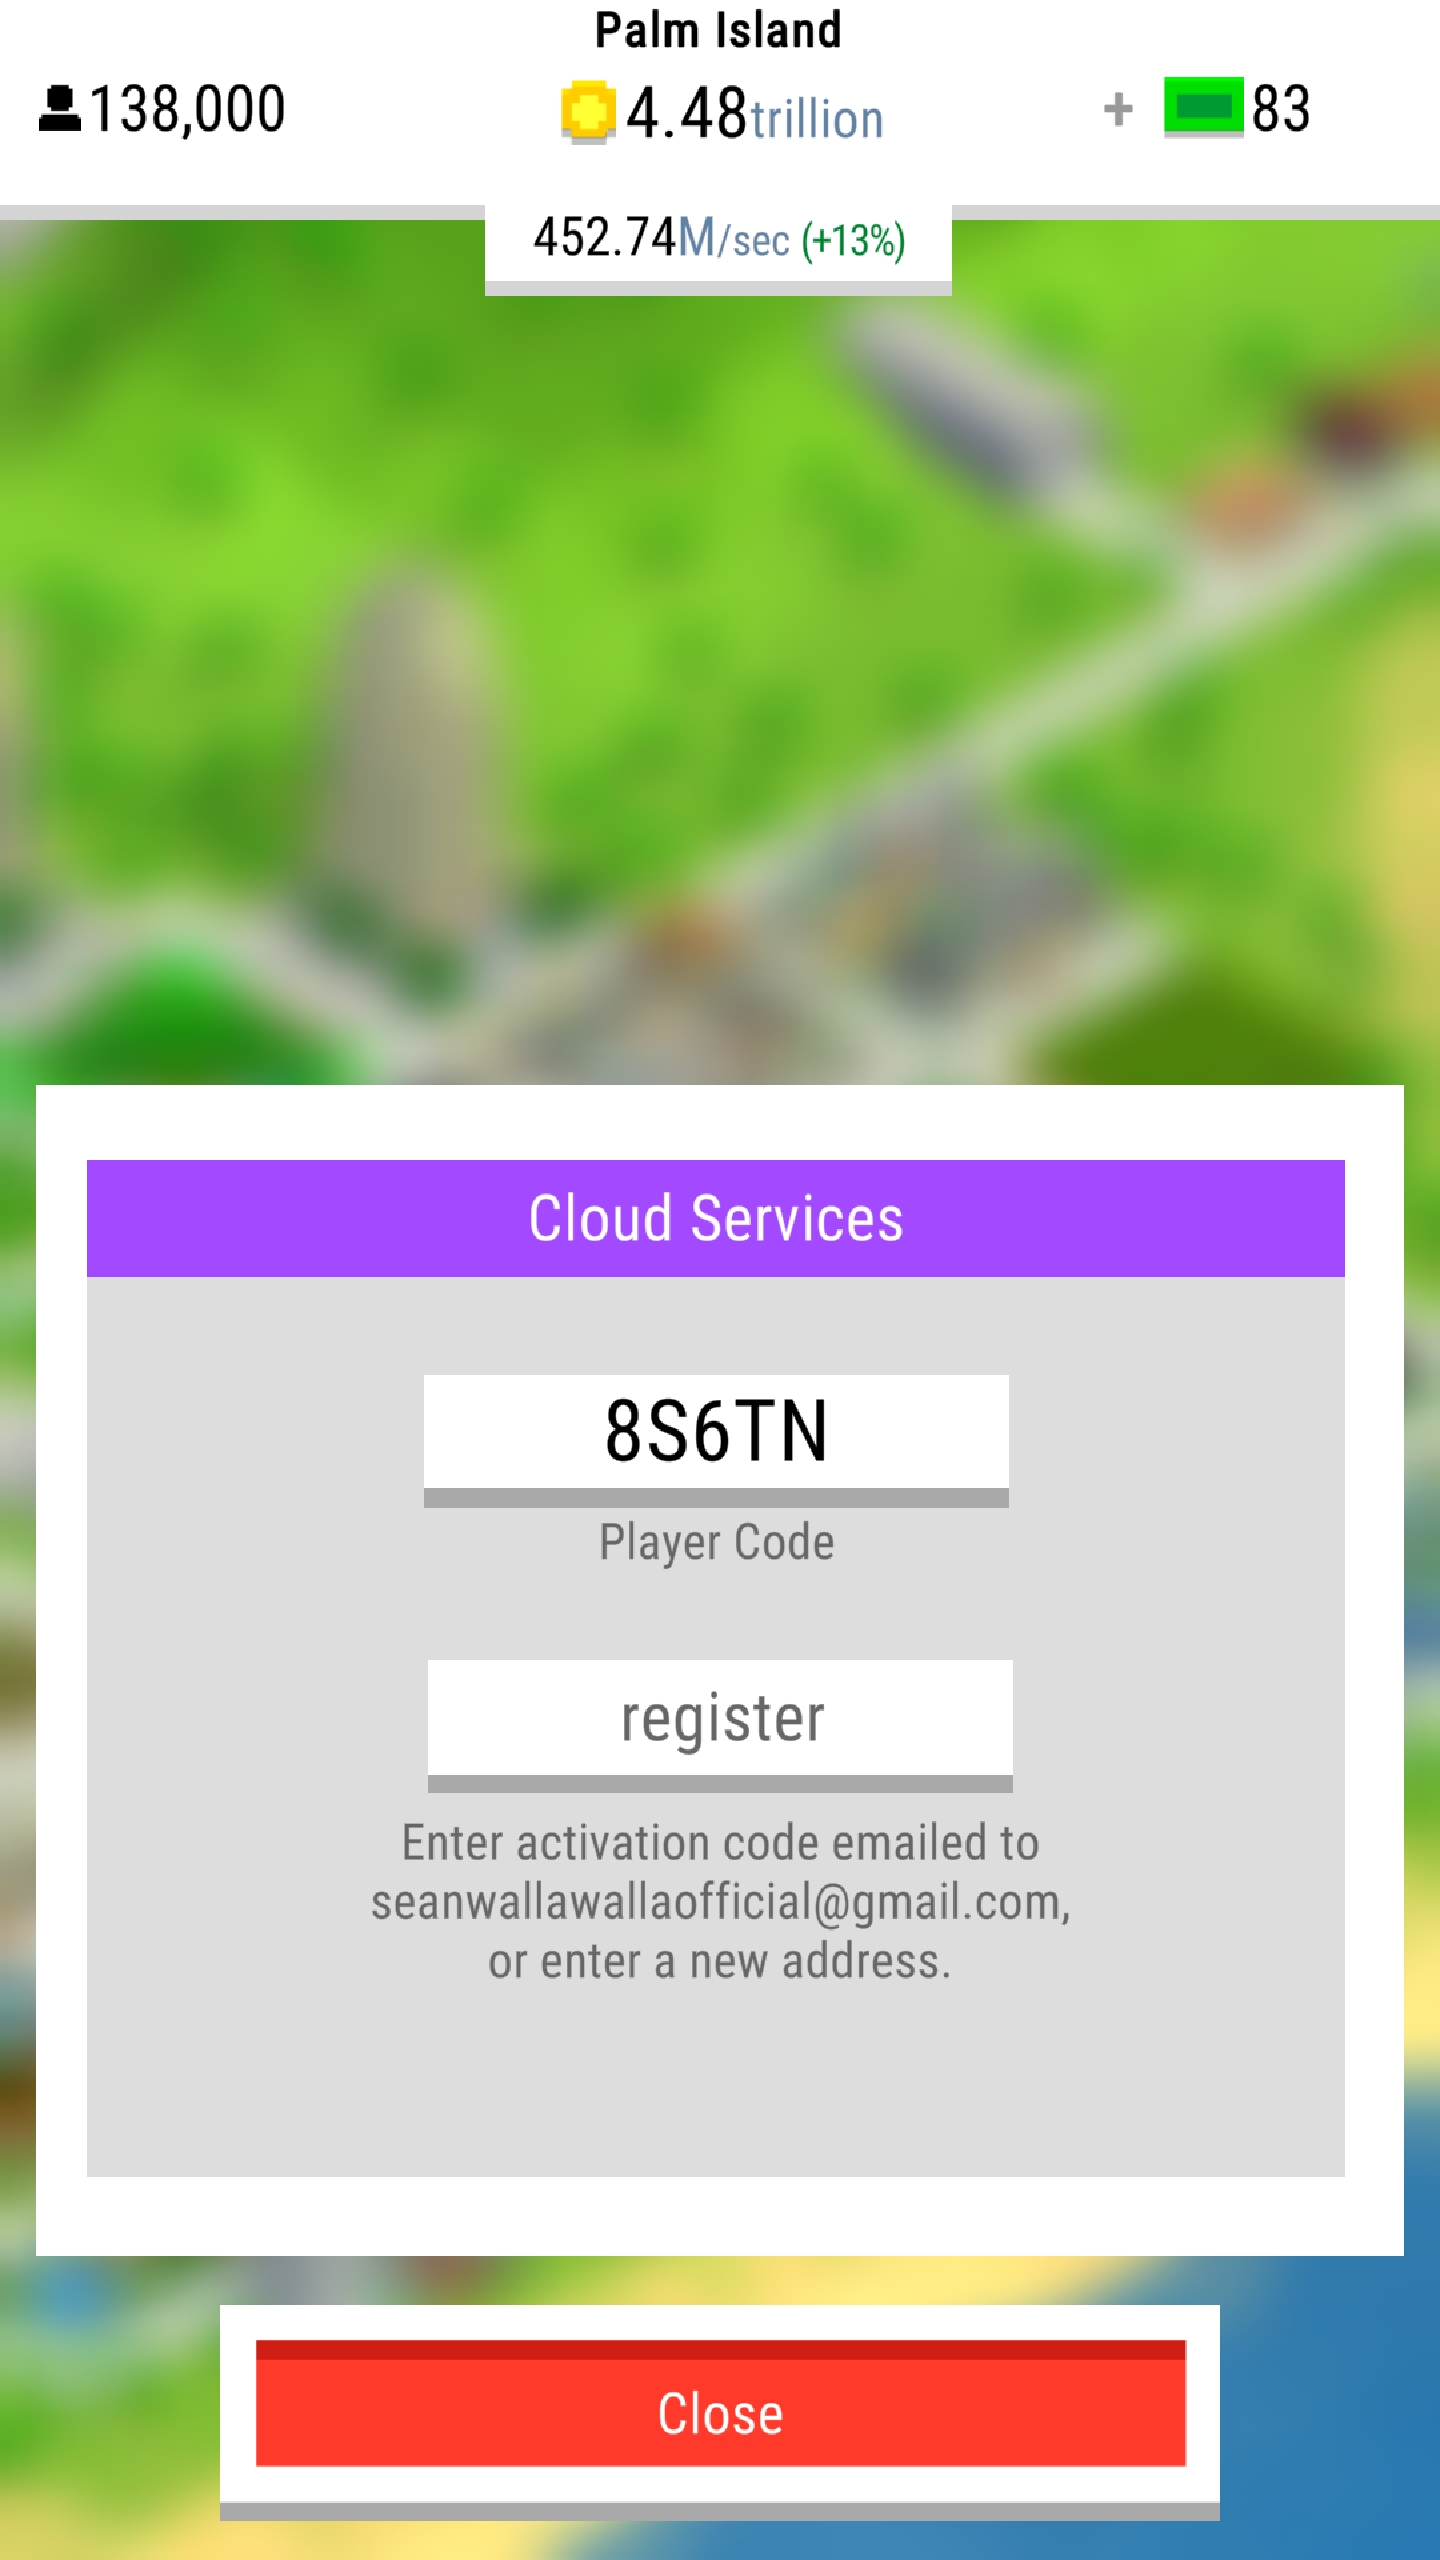 Palm Island
138,000
4.48trillion
+ 83
452.74M/sec (+13%)
Cloud Services
8S6TN
Player Code
register
Enter activation code emailed to
seanwallawallaofficial@gmail.com,
or enter a new address.
Close